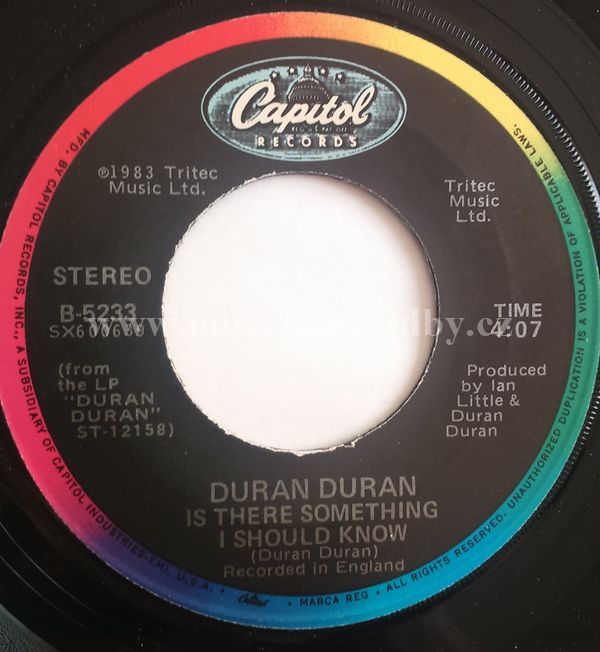 Capitol
REG. U.S. PAT. OFF.
RECORDS
℗1983 Tritec
Music Ltd.
Tritec
Music
Ltd.
STEREO
B-5233
TIME
4:07
(from
the LP
"DURAN
DURAN"
ST-12158)
Produced
by Ian
Little & 
Duran
Duran
DURAN DURAN
IS THERE SOMETHING
I SHOULD KNOW
(Duran Duran)
Recorded in England
MFD. BY CAPITOL RECORDS, INC., A SUBSIDIARY OF CAPITOL INDUSTRIES-EMI, U.S.A. • Capitol • MARCA REG • ALL RIGHTS RESERVED. UNAUTHORIZED DUPLICATION IS A VIOLATION OF APPLICABLE LAWS.